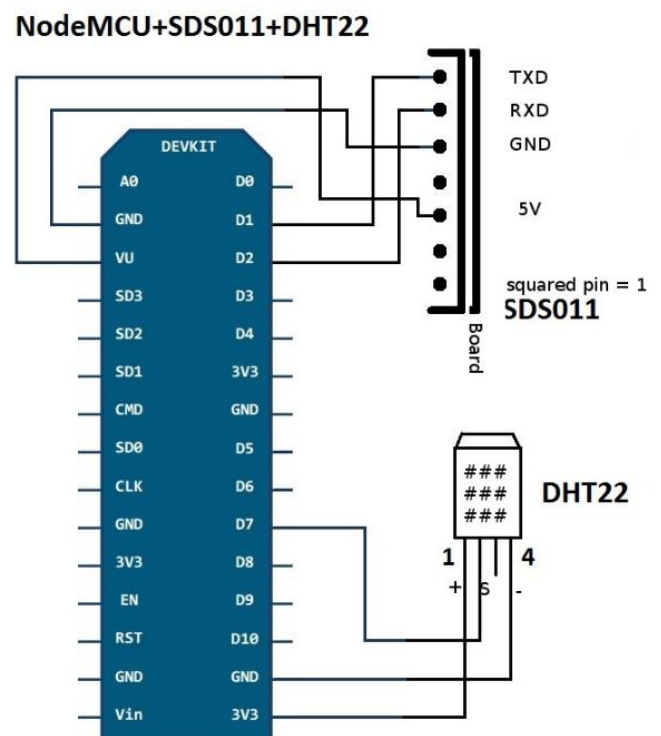 NodeMCU+SDS011+DHT22
TXD
RXD
GND
5V
squared pin = 1
SDS011
Board
DEVKIT
A0 D0
GND D1
VU D2
SD3 D3
SD2 D4
SD1 3V3
CMD GND
SD0 D5
CLK D6
GND D7
3V3 D8
EN D9
RST D10
GND GND
Vin 3V3
###
###
###
DHT22
1 4
+ S -